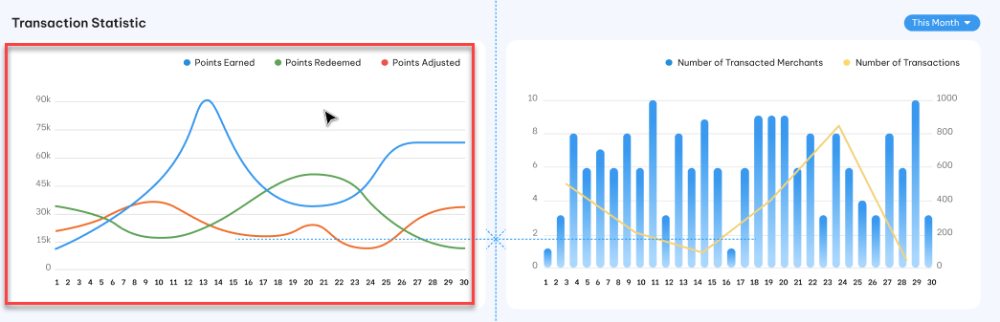 Transaction Statistic
This Month
Points Earned Points Redeemed Points Adjusted
90k
75k
60k
45k
30k
15k
0
1 2 3 4 5 6 7 8 9 10 11 12 13 14 15 16 17 18 19 20 21 22 23 24 25 26 27 28 29 30
Number of Transacted Merchants Number of Transactions
10 1000
8 800
6 600
4 400
2 200
0 0
1 2 3 4 5 6 7 8 9 10 11 12 13 14 15 16 17 18 19 20 21 22 23 24 25 26 27 28 29 30